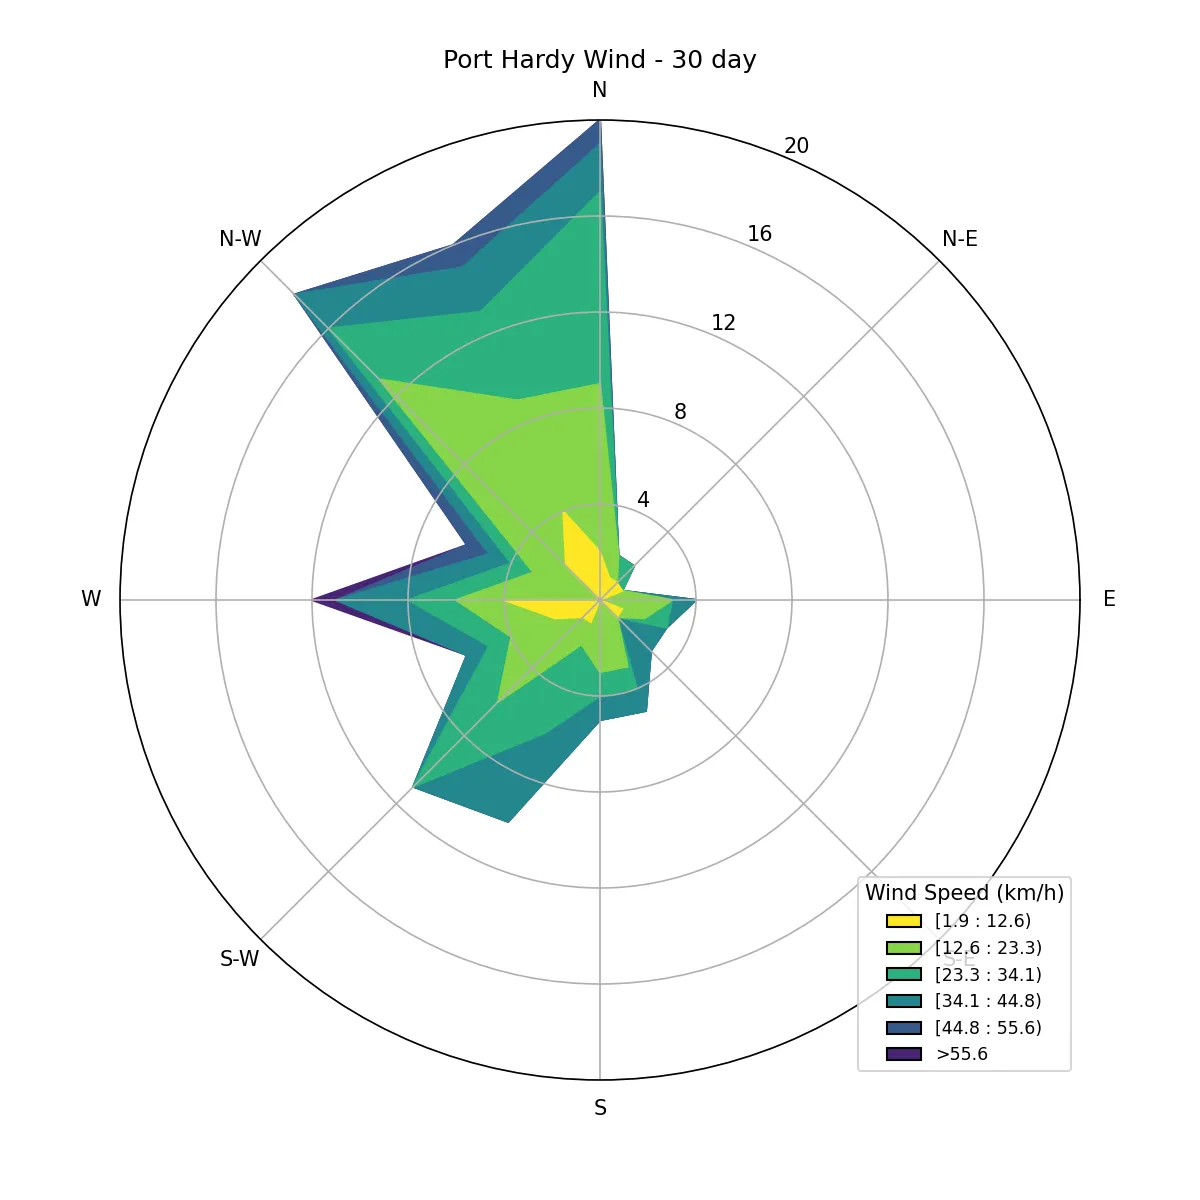 Port Hardy Wind - 30 day
N
20
N-W
N-E
16
12
8
4
W
E
S-W
S-E
S
Wind Speed (km/h)
[1.9 : 12.6)
[12.6 : 23.3)
[23.3 : 34.1)
[34.1 : 44.8)
[44.8 : 55.6)
>55.6